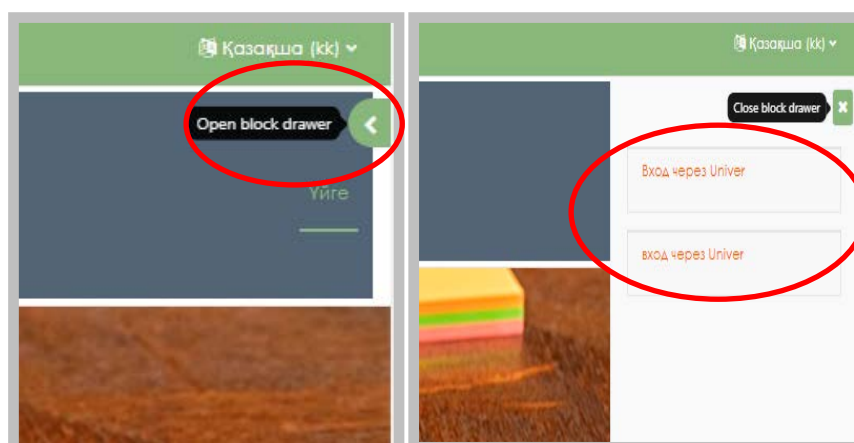 Қазақша (kk)
Open block drawer
Үйге
Қазақша (kk)
Close block drawer
Вход через Univer
вход через Univer